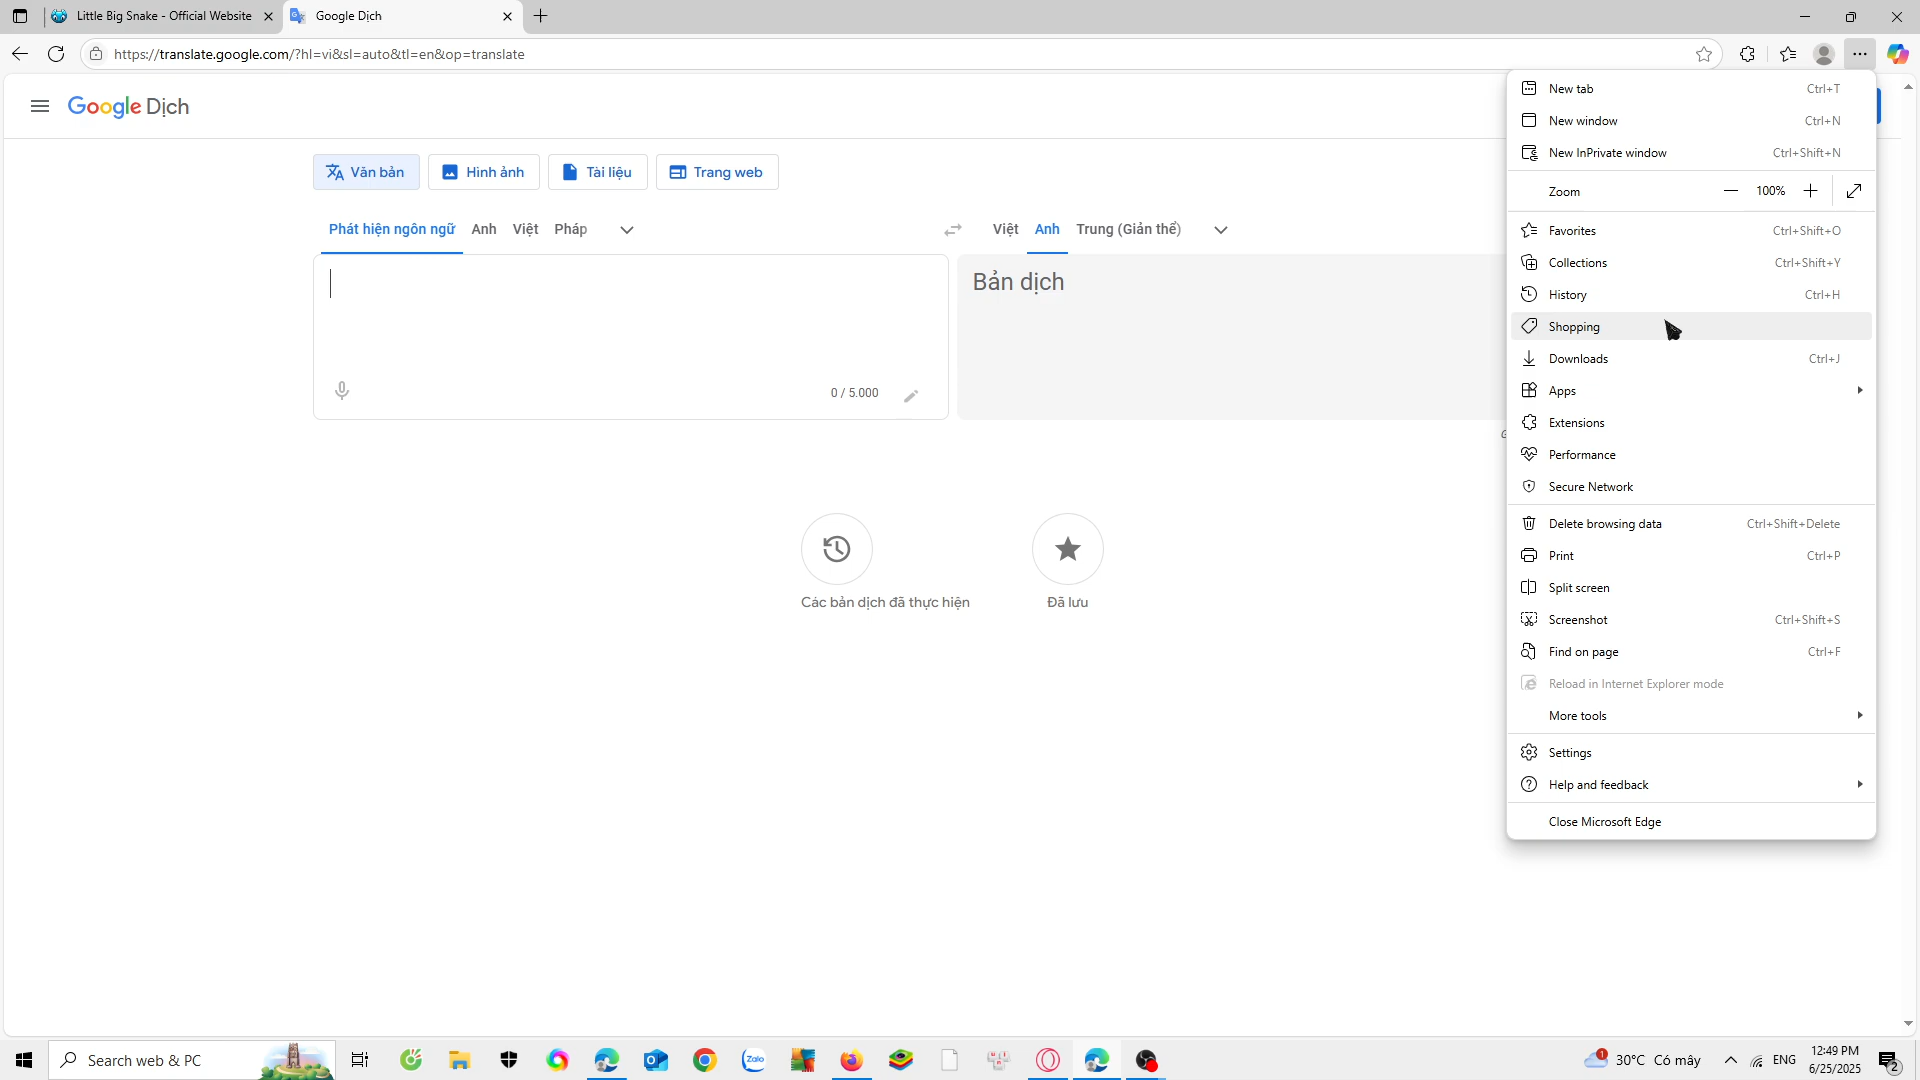 Little Big Snake - Official Website
Google Dịch
https://translate.google.com/?hl=vi&sl=auto&tl=en&op=translate
Google Dịch
Văn bản
Hình ảnh
Tài liệu
Trang web
Phát hiện ngôn ngữ Anh Việt Pháp
Việt Anh Trung (Giản thể)
Bản dịch
0 / 5.000
Các bản dịch đã thực hiện
Đã lưu
New tab Ctrl+T
New window Ctrl+N
New InPrivate window Ctrl+Shift+N
Zoom 100%
Favorites Ctrl+Shift+O
Collections Ctrl+Shift+Y
History Ctrl+H
Shopping
Downloads Ctrl+J
Apps
Extensions
Performance
Secure Network
Delete browsing data Ctrl+Shift+Delete
Print Ctrl+P
Split screen
Screenshot Ctrl+Shift+S
Find on page Ctrl+F
Reload in Internet Explorer mode
More tools
Settings
Help and feedback
Close Microsoft Edge
Search web & PC
Zalo
1
30°C Có mây
ENG
12:49 PM
6/25/2025
2